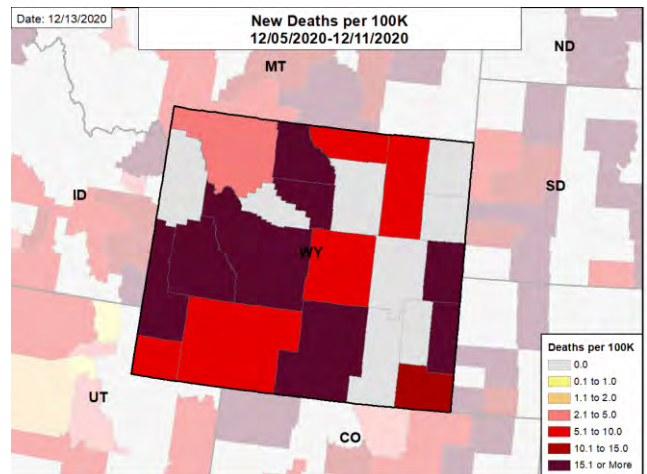 Date: 12/13/2020
New Deaths per 100K
12/05/2020-12/11/2020
MT
ND
ID
SD
WY
UT
CO
Deaths per 100K
0.0
0.1 to 1.0
1.1 to 2.0
2.1 to 5.0
5.1 to 10.0
10.1 to 15.0
15.1 or More